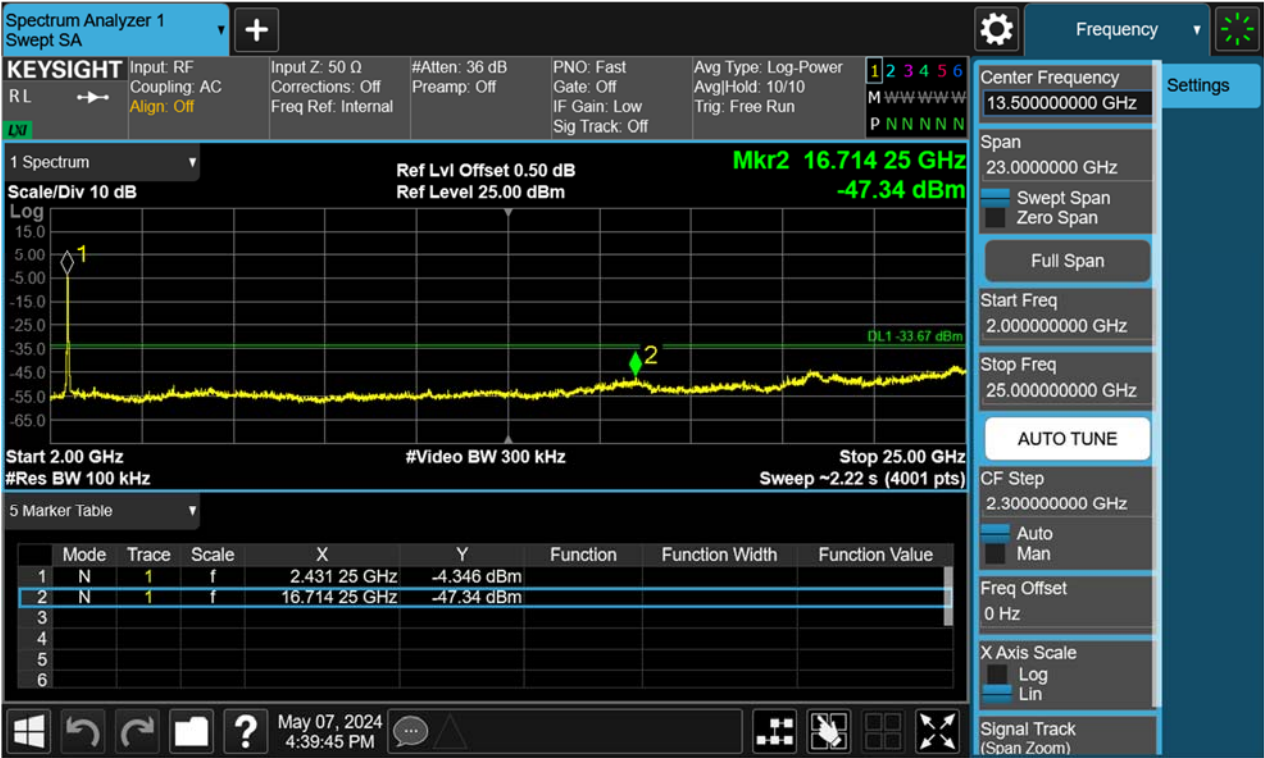 Spectrum Analyzer 1
Swept SA
+
Frequency
KEYSIGHT
R L
LXI
Input: RF
Coupling: AC
Align: Off
Input Z: 50 Ω
Corrections: Off
Freq Ref: Internal
#Atten: 36 dB
Preamp: Off
PNO: Fast
Gate: Off
IF Gain: Low
Sig Track: Off
Avg Type: Log-Power
Avg|Hold: 10/10
Trig: Free Run
1 2 3 4 5 6
M W W W W W
P N N N N N
1 Spectrum
Scale/Div 10 dB
Ref Lvl Offset 0.50 dB
Ref Level 25.00 dBm
Mkr2 16.714 25 GHz
-47.34 dBm
Log
15.0
5.00
-5.00
-15.0
-25.0
-35.0
-45.0
-55.0
-65.0
1
2
DL1 -33.67 dBm
Start 2.00 GHz
#Video BW 300 kHz
Stop 25.00 GHz
#Res BW 100 kHz
Sweep ~2.22 s (4001 pts)
5 Marker Table
Mode Trace Scale X Y Function Function Width Function Value
1 N 1 f 2.431 25 GHz -4.346 dBm
2 N 1 f 16.714 25 GHz -47.34 dBm
3
4
5
6
?
May 07, 2024
4:39:45 PM
Center Frequency
13.500000000 GHz
Settings
Span
23.0000000 GHz
Swept Span
Zero Span
Full Span
Start Freq
2.000000000 GHz
Stop Freq
25.000000000 GHz
AUTO TUNE
CF Step
2.300000000 GHz
Auto
Man
Freq Offset
0 Hz
X Axis Scale
Log
Lin
Signal Track
(Span Zoom)